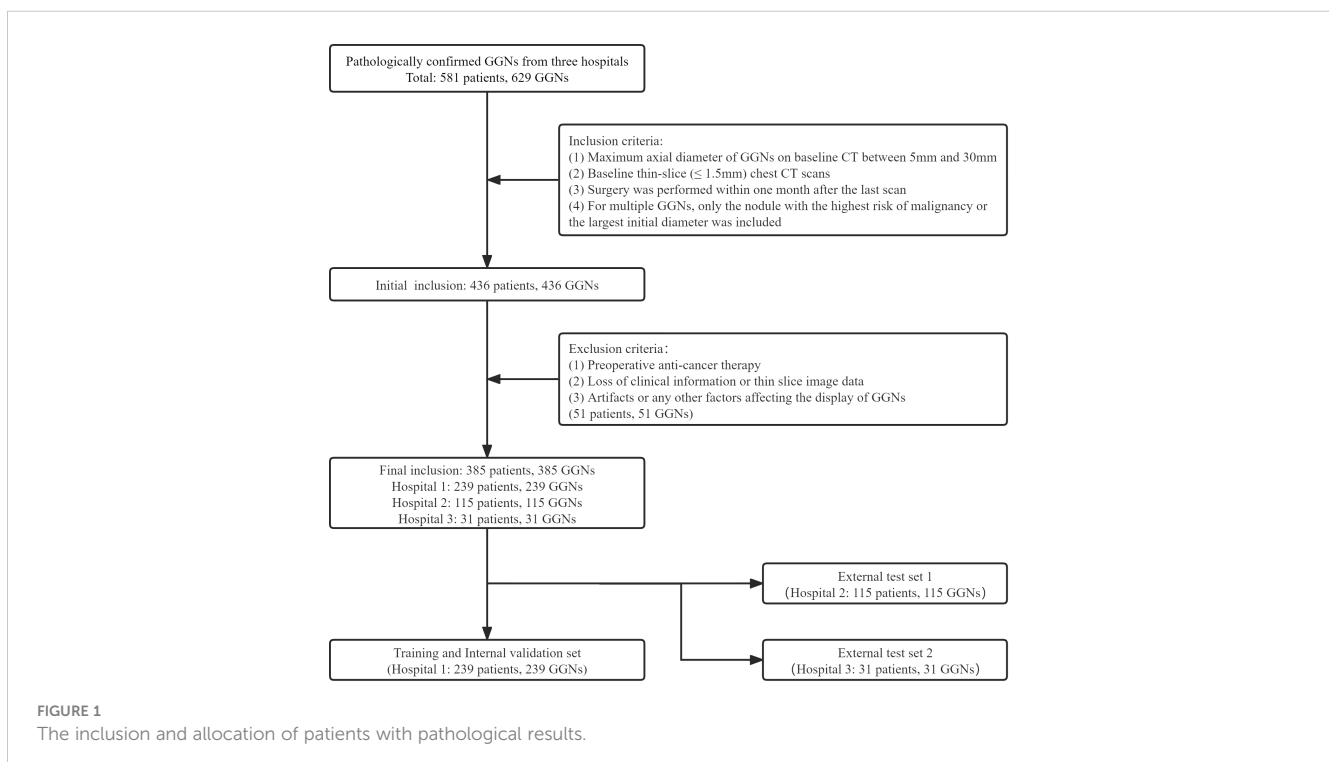 Pathologically confirmed GGNs from three hospitals
Total: 581 patients, 629 GGNs
Inclusion criteria:
(1) Maximum axial diameter of GGNs on baseline CT between 5mm and 30mm
(2) Baseline thin-slice (≤ 1.5mm) chest CT scans
(3) Surgery was performed within one month after the last scan
(4) For multiple GGNs, only the nodule with the highest risk of malignancy or
the largest initial diameter was included
Initial inclusion: 436 patients, 436 GGNs
Exclusion criteria:
(1) Preoperative anti-cancer therapy
(2) Loss of clinical information or thin slice image data
(3) Artifacts or any other factors affecting the display of GGNs
(51 patients, 51 GGNs)
Final inclusion: 385 patients, 385 GGNs
Hospital 1: 239 patients, 239 GGNs
Hospital 2: 115 patients, 115 GGNs
Hospital 3: 31 patients, 31 GGNs
External test set 1
(Hospital 2: 115 patients, 115 GGNs)
Training and Internal validation set
(Hospital 1: 239 patients, 239 GGNs)
External test set 2
(Hospital 3: 31 patients, 31 GGNs)
FIGURE 1
The inclusion and allocation of patients with pathological results.